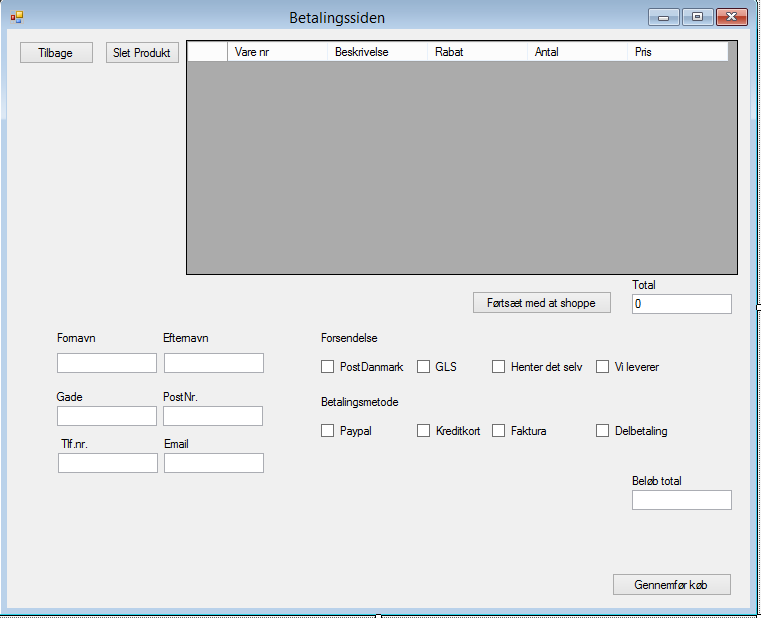 Betalingssiden
Tilbage Slet Produkt
Vare nr Beskrivelse Rabat Antal Pris
Total
Førtsæt med at shoppe 0
Fornavn Efternavn Forsendelse
PostDanmark GLS Henter det selv Vi leverer
Gade PostNr. Betalingsmetode
Paypal Kreditkort Faktura Delbetaling
Tlf.nr. Email
Beløb total
Gennemfør køb